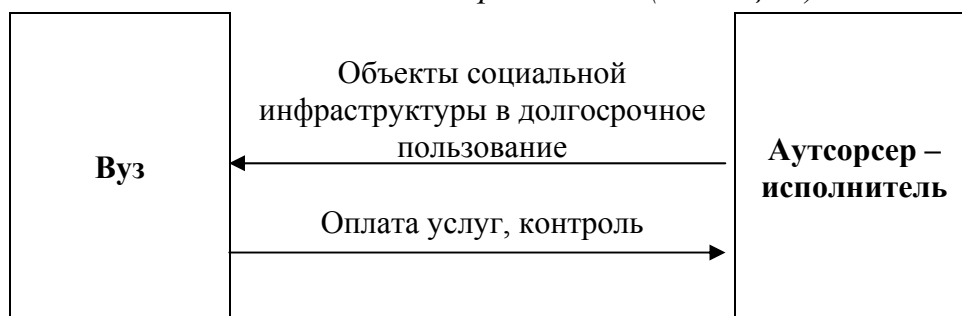 Объекты социальной
инфраструктуры в долгосрочное
пользование
Вуз
Аутсорсер –
исполнитель
Оплата услуг, контроль